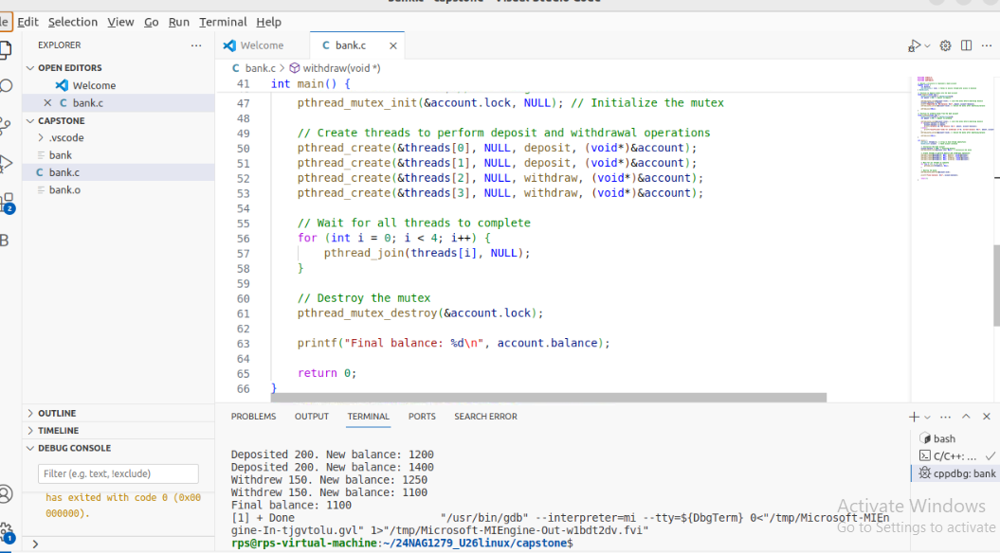 Edit Selection View Go Run Terminal Help
EXPLORER
OPEN EDITORS
Welcome
C bank.c
CAPSTONE
.vscode
bank
C bank.c
bank.o
OUTLINE
TIMELINE
DEBUG CONSOLE
Filter (e.g. text, !exclude)
has exited with code 0 (0x00
000000).
2
1
Welcome
C bank.c
C bank.c > withdraw(void *)
41 int main() {
47 pthread_mutex_init(&account.lock, NULL); // Initialize the mutex
48
49 // Create threads to perform deposit and withdrawal operations
50 pthread_create(&threads[0], NULL, deposit, (void*)&account);
51 pthread_create(&threads[1], NULL, deposit, (void*)&account);
52 pthread_create(&threads[2], NULL, withdraw, (void*)&account);
53 pthread_create(&threads[3], NULL, withdraw, (void*)&account);
54
55 // Wait for all threads to complete
56 for (int i = 0; i < 4; i++) {
57 pthread_join(threads[i], NULL);
58 }
59
60 // Destroy the mutex
61 pthread_mutex_destroy(&account.lock);
62
63 printf("Final balance: %d\n", account.balance);
64
65 return 0;
66 }
PROBLEMS OUTPUT TERMINAL PORTS SEARCH ERROR
Deposited 200. New balance: 1200
Deposited 200. New balance: 1400
Withdrew 150. New balance: 1250
Withdrew 150. New balance: 1100
Final balance: 1100
[1] + Done "/usr/bin/gdb" --interpreter=mi --tty=${DbgTerm} 0<"/tmp/Microsoft-MIEn
gine-In-tjgvtolu.gvl" 1>"/tmp/Microsoft-MIEngine-Out-w1bdt2dv.fvi"
rps@rps-virtual-machine:~/24NAG1279_U26linux/capstone$
bash
C/C++: ...
cppdbg: bank
Activate Windows
Go to Settings to activate